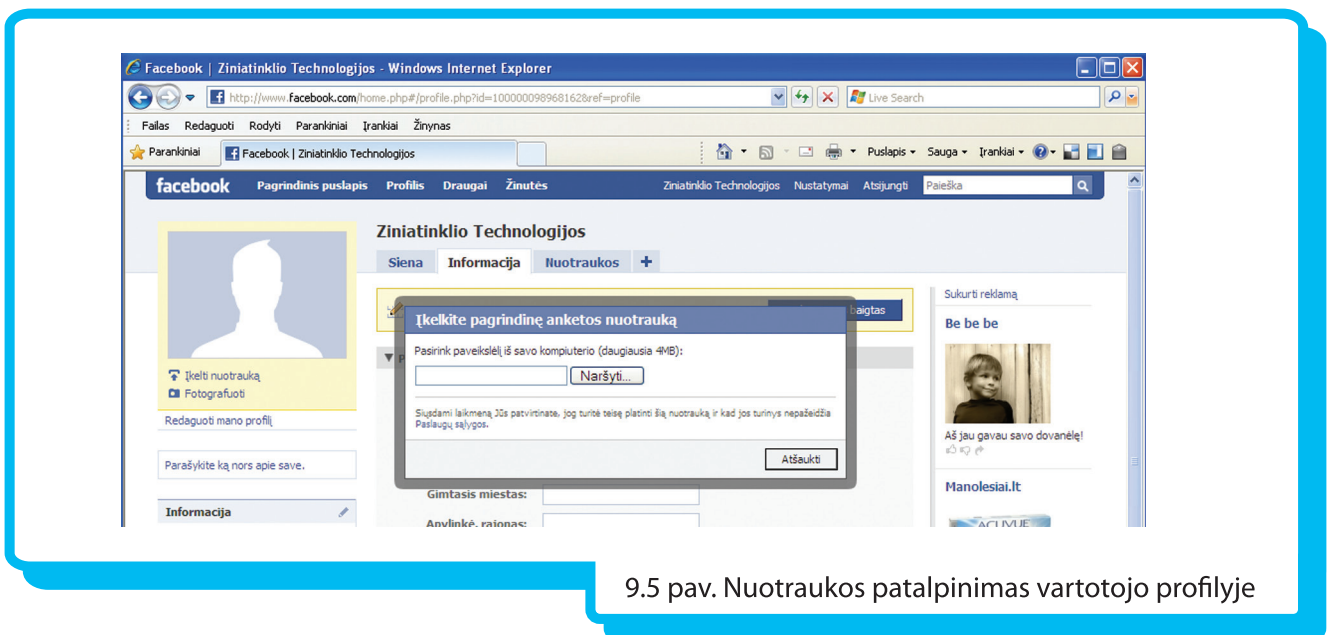 Facebook | Ziniatinklio Technologijos - Windows Internet Explorer
http://www.facebook.com/home.php#/profile.php?id=100000098968162&ref=profile
Live Search
Failas Redaguoti Rodyti Parankiniai Įrankiai Žinynas
Parankiniai
Facebook | Ziniatinklio Technologijos
Puslapis Sauga Įrankiai
facebook Pagrindinis puslapis Profilis Draugai Žinutės Ziniatinklio Technologijos Nustatymai Atsijungti Paieška
Ziniatinklio Technologijos
Siena Informacija Nuotraukos +
baigtas
Įkelkite pagrindinę anketos nuotrauką
Pasirink paveikslėlį iš savo kompiuterio (daugiausia 4MB):
Naršyti...
Siųsdami laikmeną Jūs patvirtinate, jog turitė teisę platinti šią nuotrauką ir kad jos turinys nepažeidžia
Paslaugų sąlygos.
Atšaukti
Gimtasis miestas:
Apylinkė, rajonas:
Įkelti nuotrauką
Fotografuoti
Redaguoti mano profilį
Parašykite ką nors apie save.
Informacija
Sukurti reklamą
Be be be
Aš jau gavau savo dovanėlę!
Manolesiai.lt
ACUVUE
9.5 pav. Nuotraukos patalpinimas vartotojo profilyje